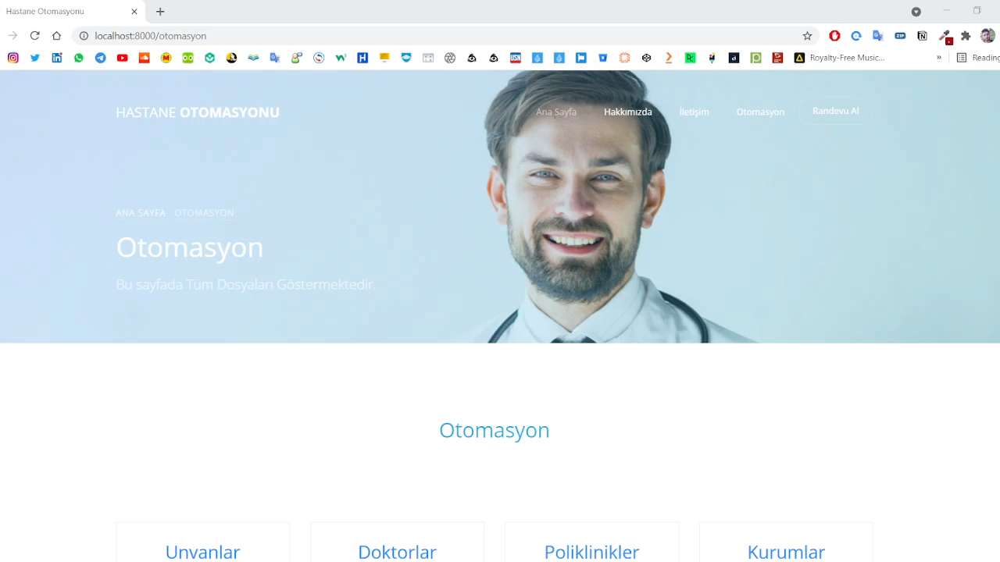 Hastane Otomasyonu
localhost:8000/otomasyon
Royalty-Free Music...
»
Reading
HASTANE OTOMASYONU
Ana Sayfa Hakkımızda İletişim Otomasyon Randevu Al
ANA SAYFA OTOMASYON
Otomasyon
Bu sayfada Tüm Dosyaları Göstermektedir.
Otomasyon
Unvanlar Doktorlar Poliklinikler Kurumlar